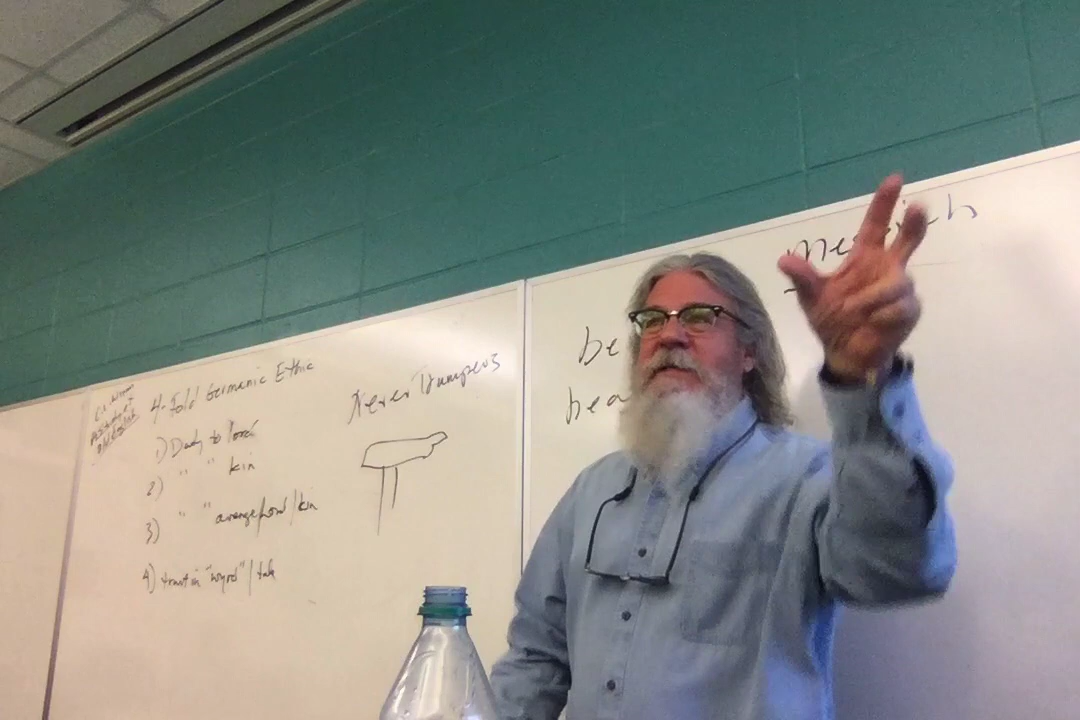 4-Fold Germanic Ethic
1) Duty to lord
2) " " kin
3) " " avenge lord/kin
4) trust in "wyrd"/fate
Never Trumpers
be
hea